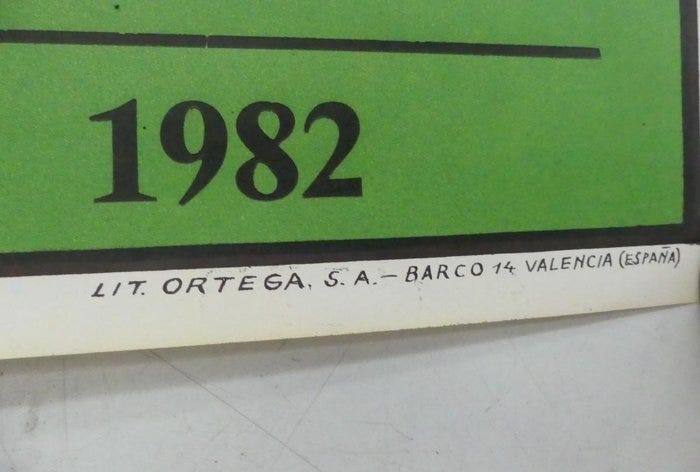 1982
LIT. ORTEGA. S. A. — BARCO 14 VALENCIA (ESPAÑA)